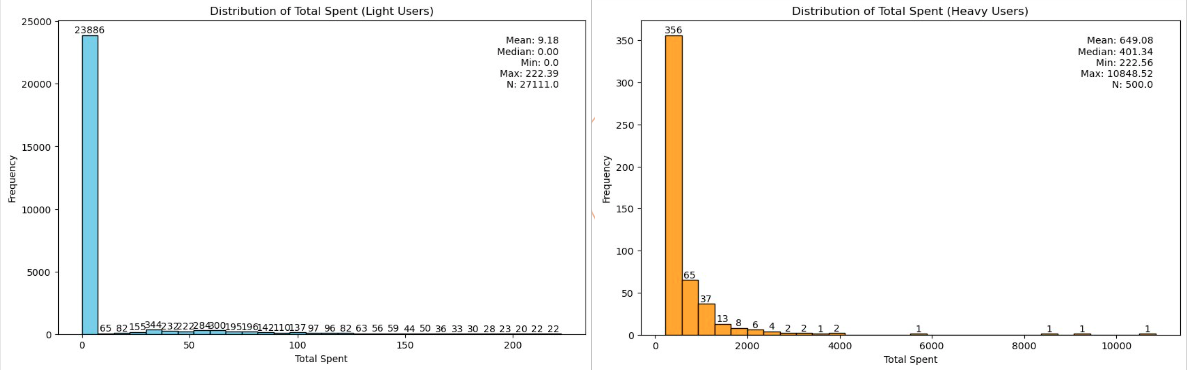 Distribution of Total Spent (Light Users)
25000
20000
15000
10000
5000
0
Frequency
23886
65 82 155 344 232 222 284 300 195 196 142 110 137 97 96 82 63 56 59 44 50 36 33 30 28 23 20 22 22
Mean: 9.18
Median: 0.00
Min: 0.0
Max: 222.39
N: 27111.0
0 50 100 150 200
Total Spent
Distribution of Total Spent (Heavy Users)
350
300
250
200
150
100
50
0
Frequency
356
65
37
13
8 6 4 2 2 1 2 1 1 1 1
Mean: 649.08
Median: 401.34
Min: 222.56
Max: 10848.52
N: 500.0
0 2000 4000 6000 8000 10000
Total Spent